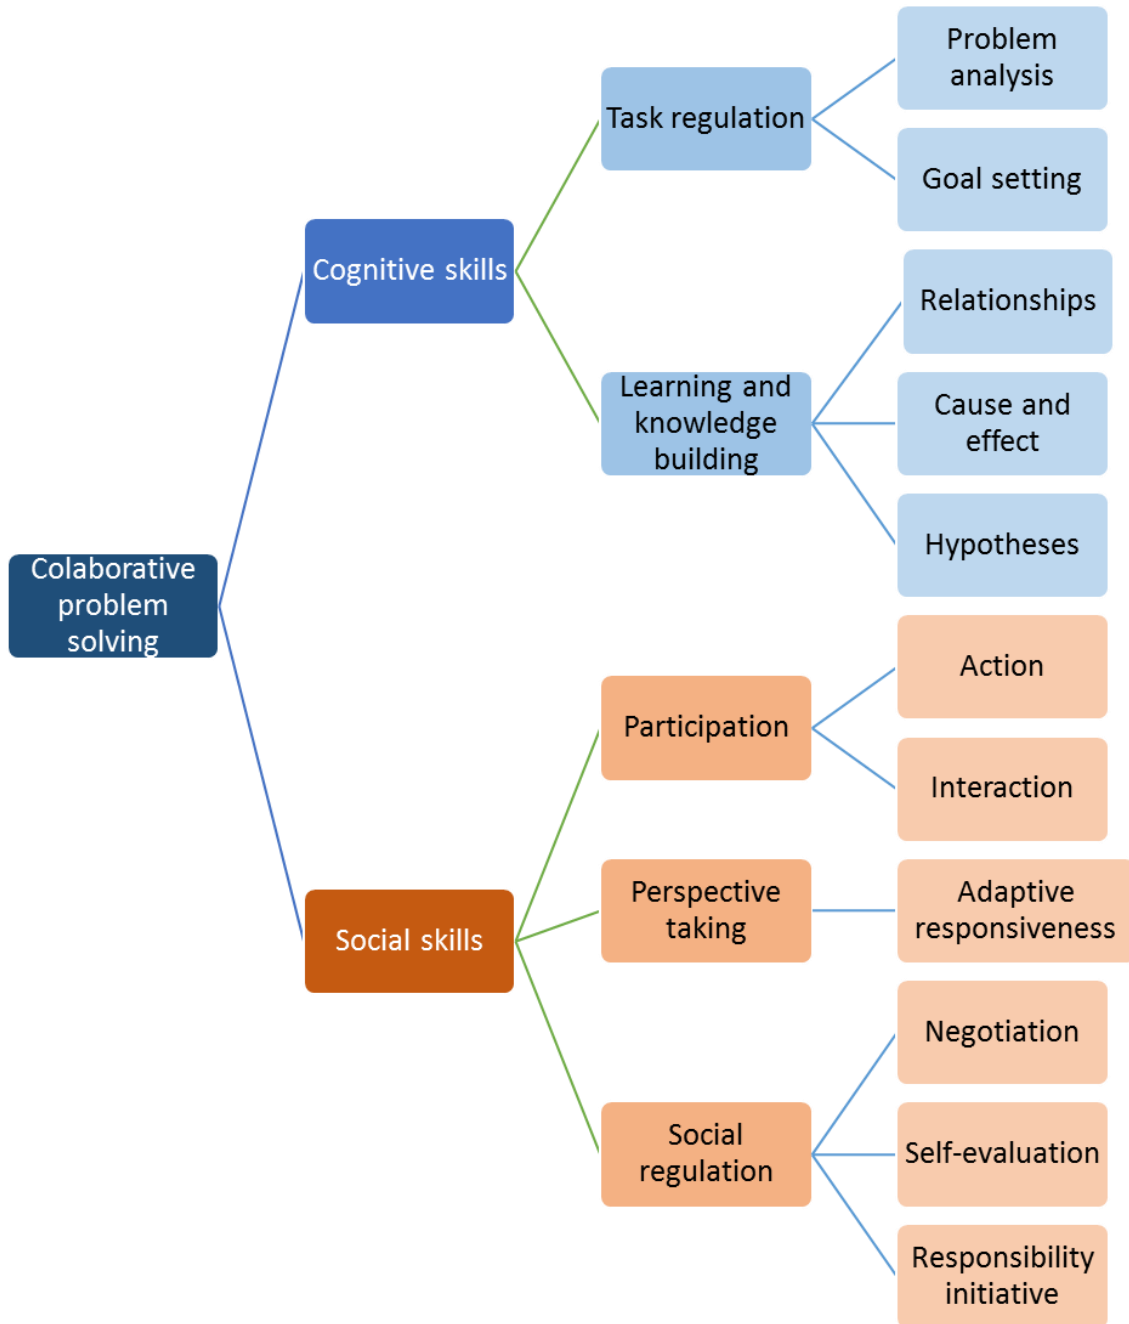 Problem
analysis
Task regulation
Goal setting
Cognitive skills
Relationships
Learning and
knowledge
building
Cause and
effect
Hypotheses
Colaborative
problem
solving
Action
Participation
Interaction
Perspective
taking
Adaptive
responsiveness
Social skills
Negotiation
Social
regulation
Self-evaluation
Responsibility
initiative